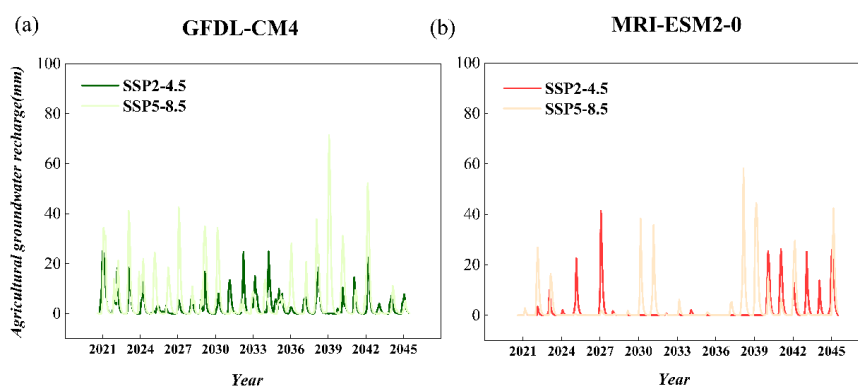 (a)
GFDL-CM4
Agricultural groundwater recharge(mm)
100
80
60
40
20
0
SSP2-4.5
SSP5-8.5
2021 2024 2027 2030 2033 2036 2039 2042 2045
Year
(b)
MRI-ESM2-0
100
80
60
40
20
0
SSP2-4.5
SSP5-8.5
2021 2024 2027 2030 2033 2036 2039 2042 2045
Year